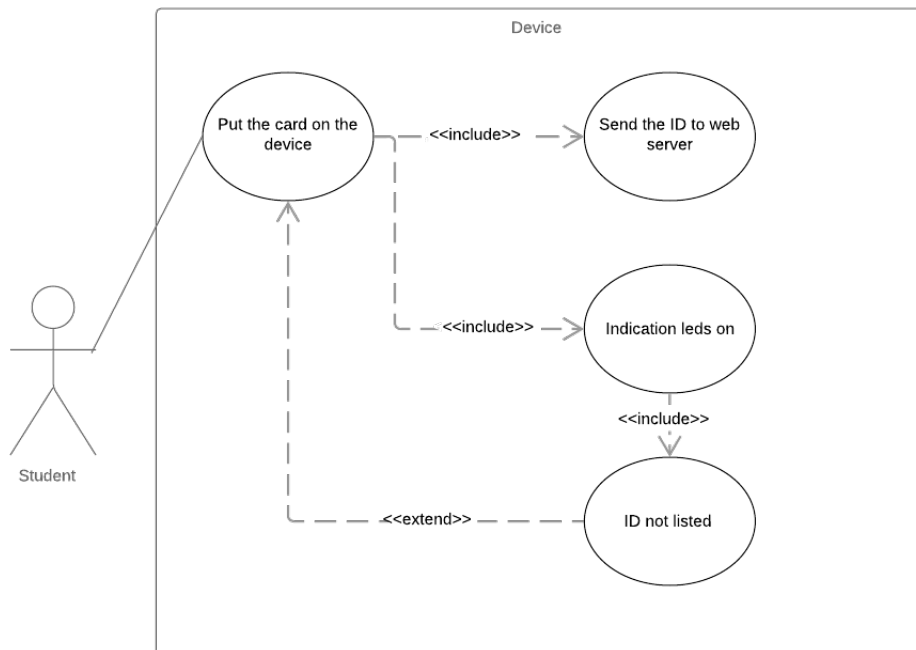 Device
Put the card on the
device
<<include>>
Send the ID to web
server
<<include>>
Indication leds on
<<include>>
Student
<<extend>>
ID not listed